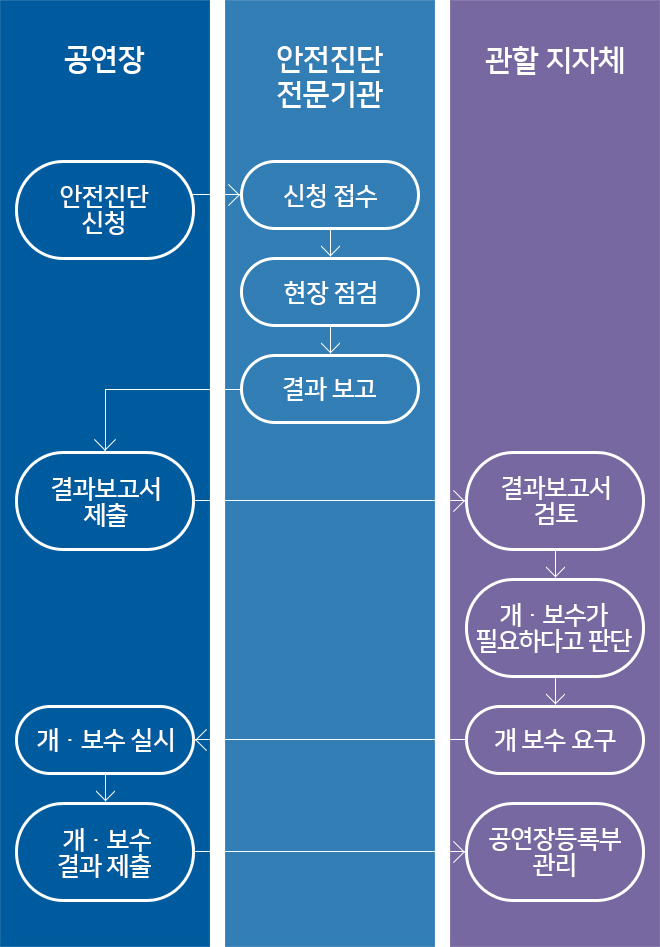 공연장
안전진단
전문기관
관할 지자체
안전진단
신청
신청 접수
현장 점검
결과 보고
결과보고서
제출
결과보고서
검토
개 · 보수가
필요하다고 판단
개 보수 요구
개 · 보수 실시
개 · 보수
결과 제출
공연장등록부
관리